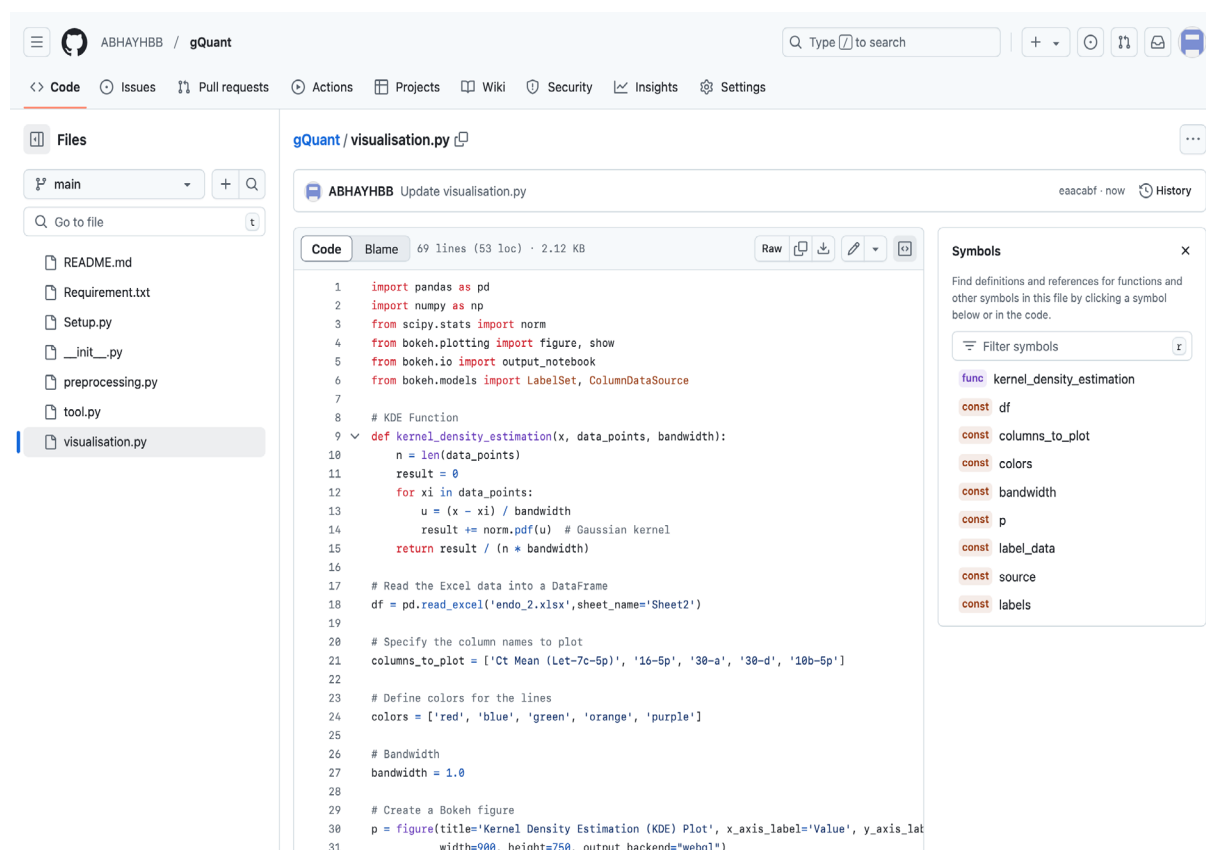 ABHAYHBB / gQuant
Type / to search
Code Issues Pull requests Actions Projects Wiki Security Insights Settings
Files
main
Go to file t
README.md
Requirement.txt
Setup.py
__init__.py
preprocessing.py
tool.py
visualisation.py
gQuant / visualisation.py
ABHAYHBB Update visualisation.py
eaacabf · now History
Code Blame 69 lines (53 loc) · 2.12 KB Raw
1 import pandas as pd
2 import numpy as np
3 from scipy.stats import norm
4 from bokeh.plotting import figure, show
5 from bokeh.io import output_notebook
6 from bokeh.models import LabelSet, ColumnDataSource
7
8 # KDE Function
9 def kernel_density_estimation(x, data_points, bandwidth):
10 n = len(data_points)
11 result = 0
12 for xi in data_points:
13 u = (x - xi) / bandwidth
14 result += norm.pdf(u) # Gaussian kernel
15 return result / (n * bandwidth)
16
17 # Read the Excel data into a DataFrame
18 df = pd.read_excel('endo_2.xlsx',sheet_name='Sheet2')
19
20 # Specify the column names to plot
21 columns_to_plot = ['Ct Mean (Let-7c-5p)', '16-5p', '30-a', '30-d', '10b-5p']
22
23 # Define colors for the lines
24 colors = ['red', 'blue', 'green', 'orange', 'purple']
25
26 # Bandwidth
27 bandwidth = 1.0
28
29 # Create a Bokeh figure
30 p = figure(title='Kernel Density Estimation (KDE) Plot', x_axis_label='Value', y_axis_lab
31 width=900, height=750, output_backend="webgl")
Symbols
Find definitions and references for functions and
other symbols in this file by clicking a symbol
below or in the code.
Filter symbols r
func kernel_density_estimation
const df
const columns_to_plot
const colors
const bandwidth
const p
const label_data
const source
const labels